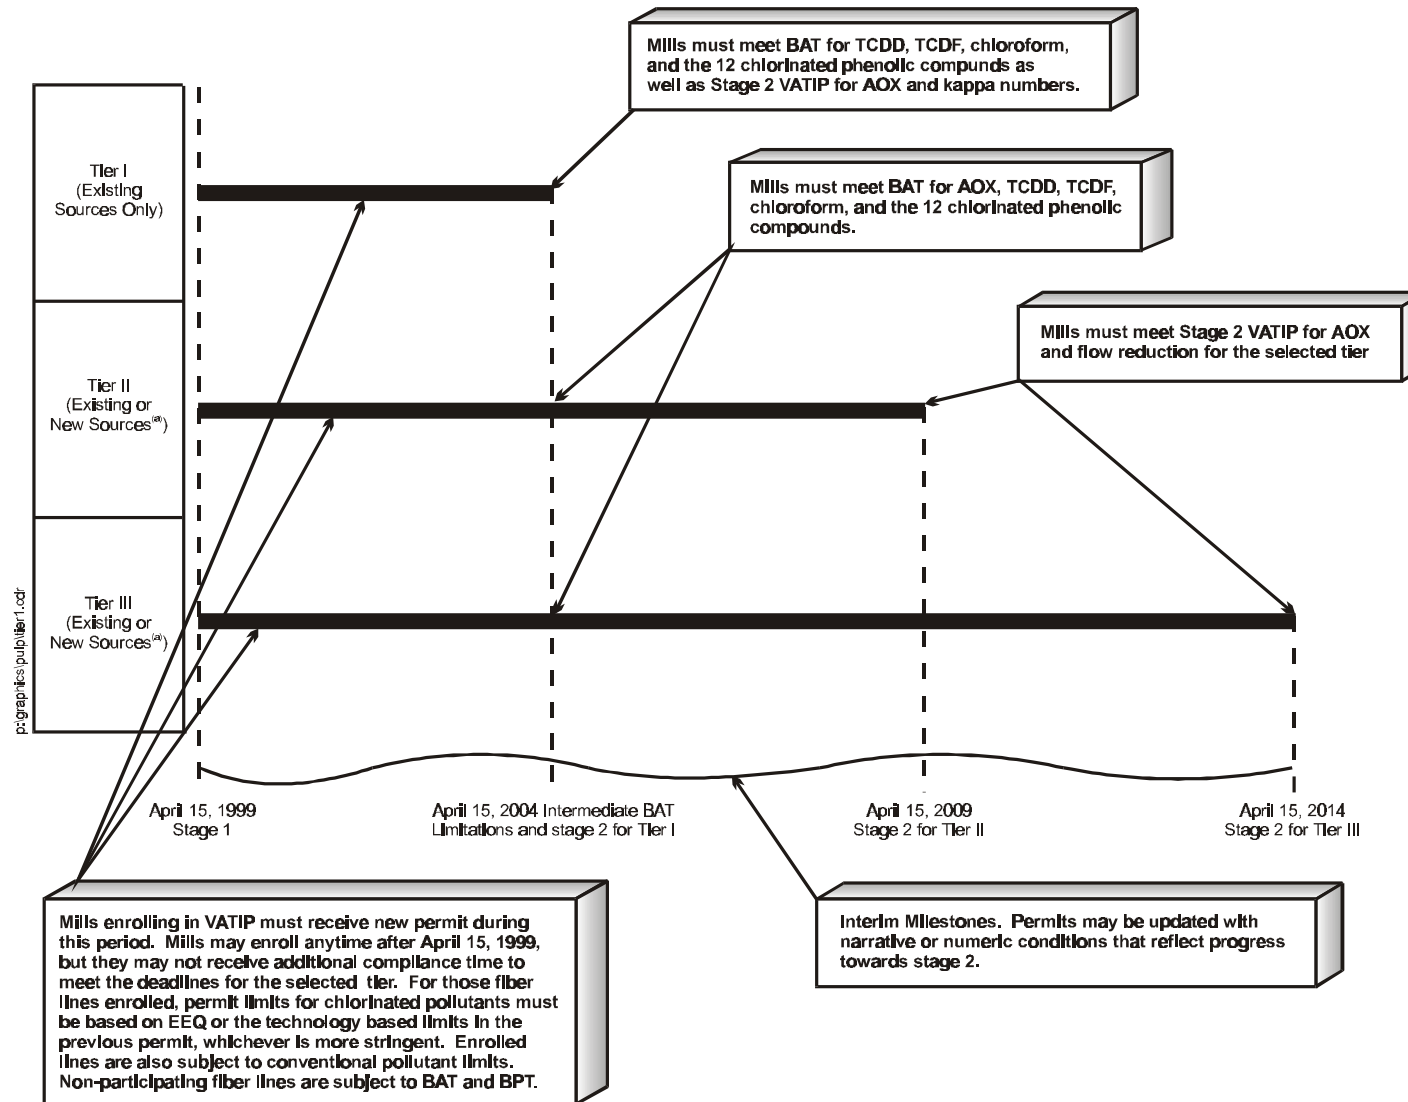 Mills must meet BAT for TCDD, TCDF, chloroform,
and the 12 chlorinated phenolic compunds as
well as Stage 2 VATIP for AOX and kappa numbers.
Tier I
(Existing
Sources Only)
Mills must meet BAT for AOX, TCDD, TCDF,
chloroform, and the 12 chlorinated phenolic
compounds.
Mills must meet Stage 2 VATIP for AOX
and flow reduction for the selected tier
Tier II
(Existing or
New Sources(a))
Tier III
(Existing or
New Sources(a))
p:\graphics\pulp\tier1.cdr
April 15, 1999
Stage 1
April 15, 2004 Intermediate BAT
Limitations and stage 2 for Tier I
April 15, 2009
Stage 2 for Tier II
April 15, 2014
Stage 2 for Tier III
Mills enrolling in VATIP must receive new permit during
this period. Mills may enroll anytime after April 15, 1999,
but they may not receive additional compliance time to
meet the deadlines for the selected tier. For those fiber
lines enrolled, permit limits for chlorinated pollutants must
be based on EEQ or the technology based limits in the
previous permit, whichever is more stringent. Enrolled
lines are also subject to conventional pollutant limits.
Non-participating fiber lines are subject to BAT and BPT.
Interim Milestones. Permits may be updated with
narrative or numeric conditions that reflect progress
towards stage 2.